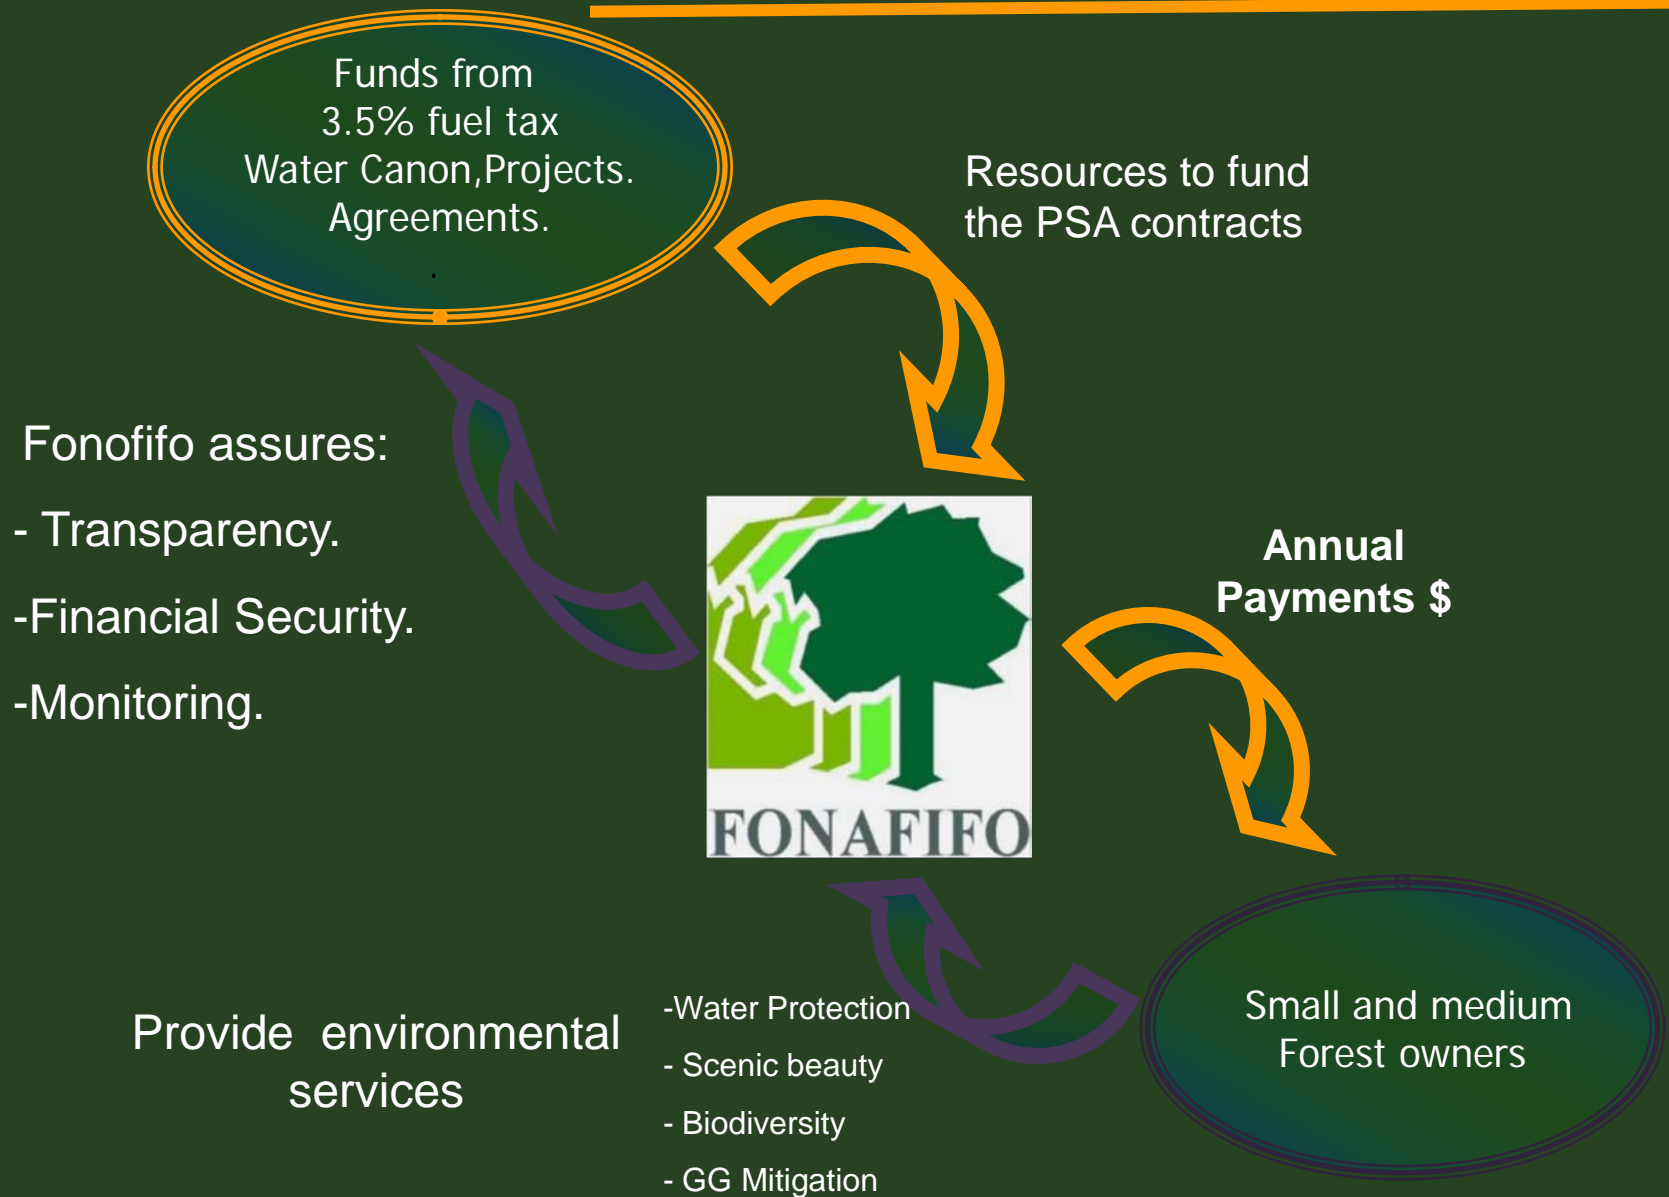 Funds from
3.5% fuel tax
Water Canon,Projects.
Agreements.
.
Resources to fund
the PSA contracts
Fonofifo assures:
- Transparency.
-Financial Security.
-Monitoring.
FONAFIFO
Annual
Payments $
Small and medium
Forest owners
Provide environmental
services
-Water Protection
- Scenic beauty
- Biodiversity
- GG Mitigation